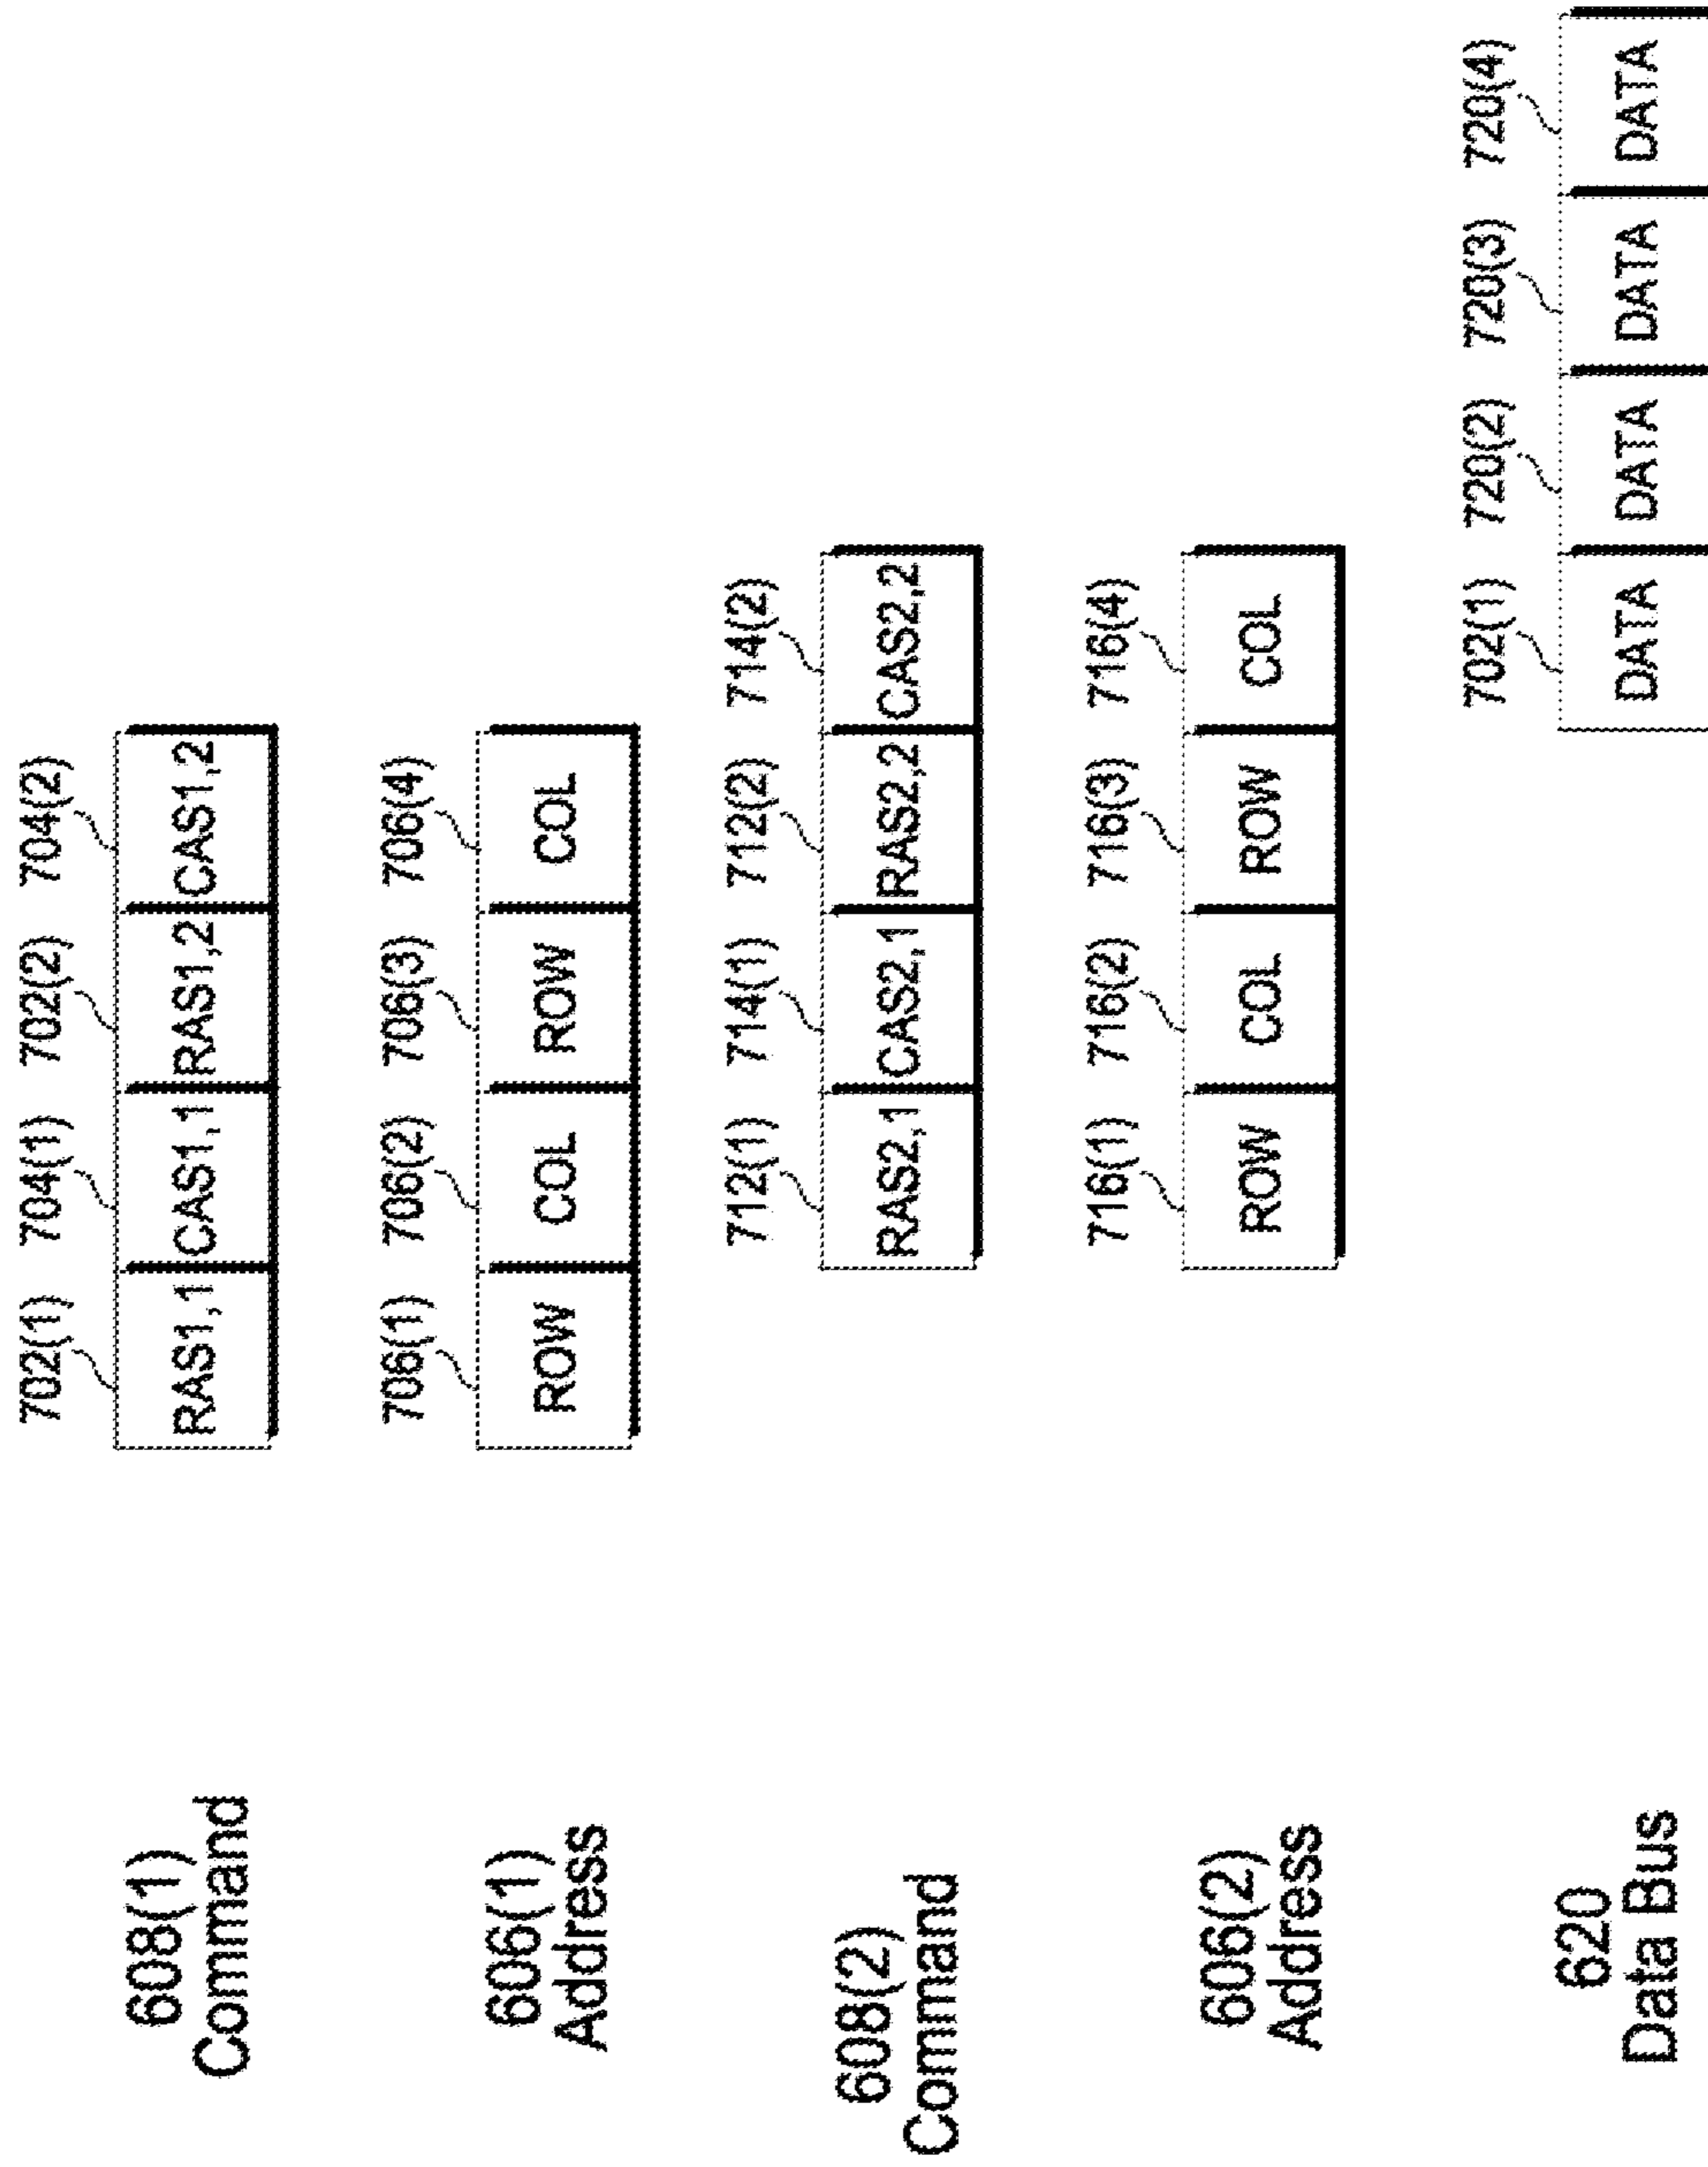 702(1) 704(1) 702(2) 704(2)
608(1)
Command
RAS1,1 CAS1,1 RAS1,2 CAS1,2
706(1) 706(2) 706(3) 706(4)
606(1)
Address
ROW COL ROW COL
712(1) 714(1) 712(2) 714(2)
608(2)
Command
RAS2,1 CAS2,1 RAS2,2 CAS2,2
716(1) 716(2) 716(3) 716(4)
606(2)
Address
ROW COL ROW COL
702(1) 720(2) 720(3) 720(4)
620
Data Bus
DATA DATA DATA DATA